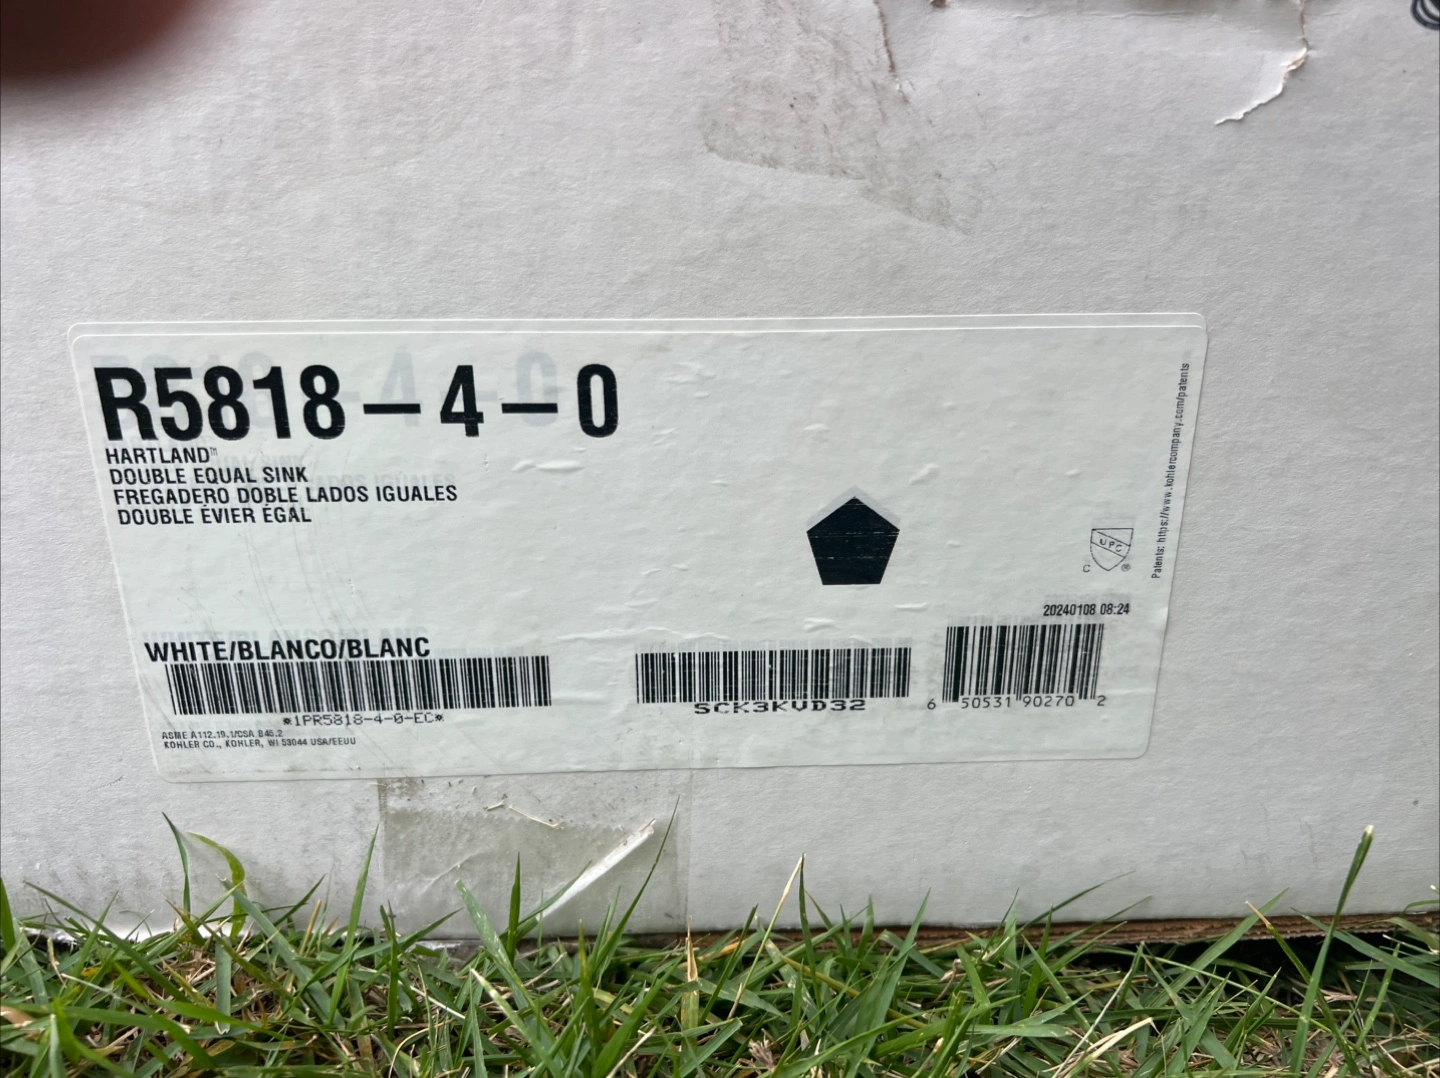 R5818-4-0
HARTLAND™
DOUBLE EQUAL SINK
FREGADERO DOBLE LADOS IGUALES
DOUBLE ÉVIER ÉGAL
Patents: https://www.kohlercompany.com/patents
UPC
C ®
20240108 08:24
WHITE/BLANCO/BLANC
*1PR5818-4-0-EC*
SCK3KVD32
6 50531 90270 2
ASME A112.19.1/CSA B45.2
KOHLER CO., KOHLER, WI 53044 USA/EEUU